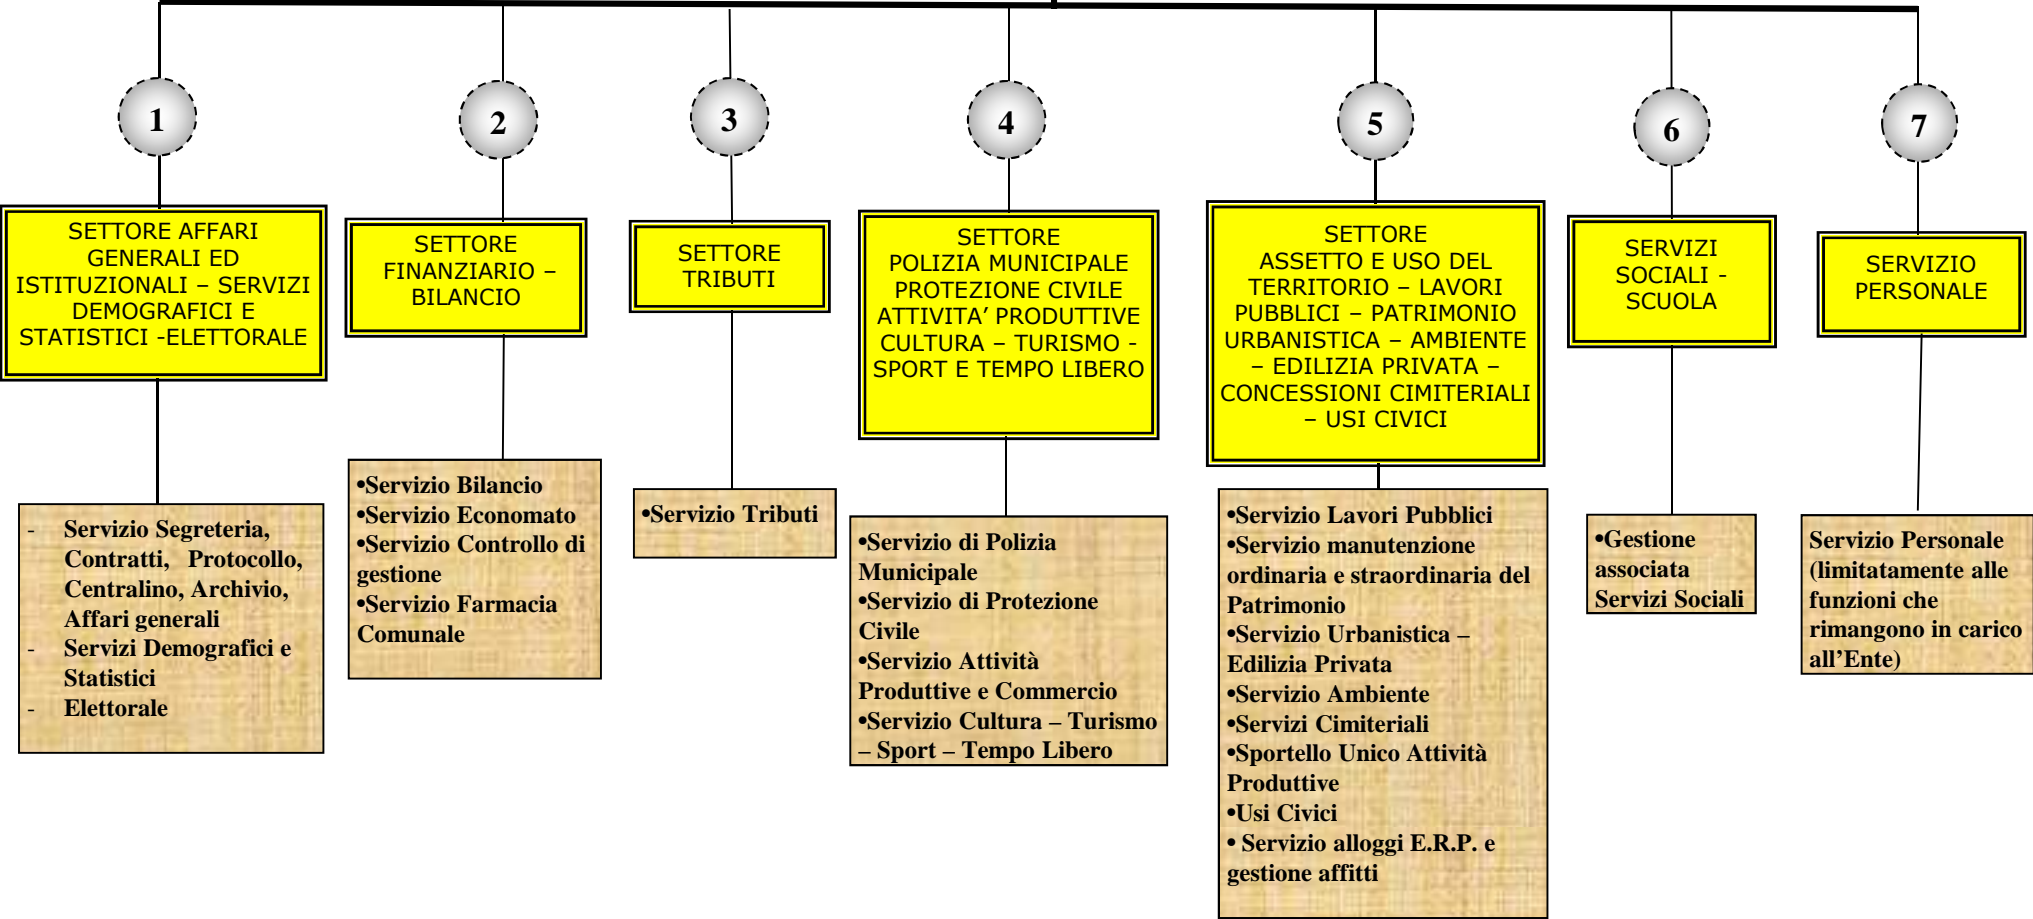 1
2
3
4
5
6
7
SETTORE AFFARI
GENERALI ED
ISTITUZIONALI – SERVIZI
DEMOGRAFICI E
STATISTICI -ELETTORALE
SETTORE
FINANZIARIO –
BILANCIO
SETTORE
TRIBUTI
SETTORE
POLIZIA MUNICIPALE
PROTEZIONE CIVILE
ATTIVITA’ PRODUTTIVE
CULTURA – TURISMO -
SPORT E TEMPO LIBERO
SETTORE
ASSETTO E USO DEL
TERRITORIO – LAVORI
PUBBLICI – PATRIMONIO
URBANISTICA – AMBIENTE
– EDILIZIA PRIVATA –
CONCESSIONI CIMITERIALI
– USI CIVICI
SERVIZI
SOCIALI -
SCUOLA
SERVIZIO
PERSONALE
- Servizio Segreteria,
Contratti, Protocollo,
Centralino, Archivio,
Affari generali
- Servizi Demografici e
Statistici
- Elettorale
•Servizio Bilancio
•Servizio Economato
•Servizio Controllo di
gestione
•Servizio Farmacia
Comunale
•Servizio Tributi
•Servizio di Polizia
Municipale
•Servizio di Protezione
Civile
•Servizio Attività
Produttive e Commercio
•Servizio Cultura – Turismo
– Sport – Tempo Libero
•Servizio Lavori Pubblici
•Servizio manutenzione
ordinaria e straordinaria del
Patrimonio
•Servizio Urbanistica –
Edilizia Privata
•Servizio Ambiente
•Servizi Cimiteriali
•Sportello Unico Attività
Produttive
•Usi Civici
• Servizio alloggi E.R.P. e
gestione affitti
•Gestione
associata
Servizi Sociali
Servizio Personale
(limitatamente alle
funzioni che
rimangono in carico
all’Ente)